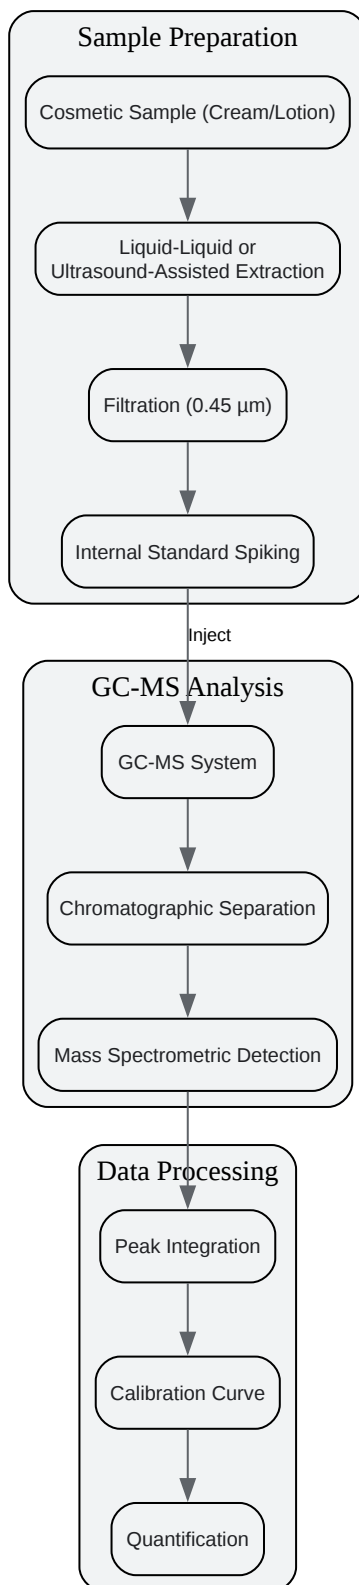 Sample Preparation
Cosmetic Sample (Cream/Lotion)
Liquid-Liquid or
Ultrasound-Assisted Extraction
Filtration (0.45 µm)
Internal Standard Spiking
Inject
GC-MS Analysis
GC-MS System
Chromatographic Separation
Mass Spectrometric Detection
Data Processing
Peak Integration
Calibration Curve
Quantification